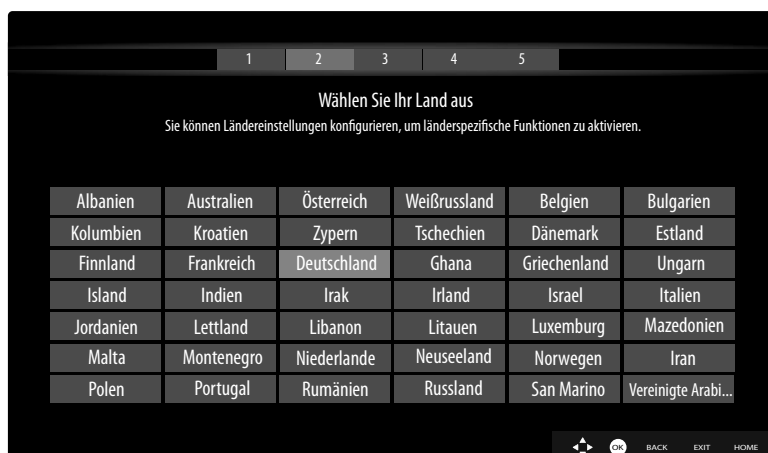 1 2 3 4 5
Wählen Sie Ihr Land aus
Sie können Ländereinstellungen konfigurieren, um länderspezifische Funktionen zu aktivieren.
Albanien Australien Österreich Weißrussland Belgien Bulgarien
Kolumbien Kroatien Zypern Tschechien Dänemark Estland
Finnland Frankreich Deutschland Ghana Griechenland Ungarn
Island Indien Irak Irland Israel Italien
Jordanien Lettland Libanon Litauen Luxemburg Mazedonien
Malta Montenegro Niederlande Neuseeland Norwegen Iran
Polen Portugal Rumänien Russland San Marino Vereinigte Arabi...
OK BACK EXIT HOME